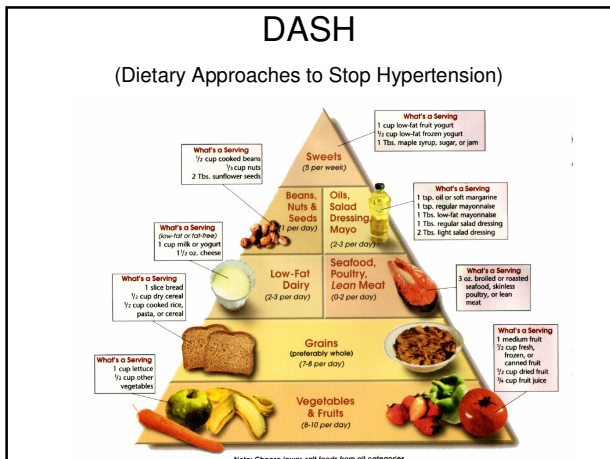 DASH
(Dietary Approaches to Stop Hypertension)
What's a Serving
1 cup low-fat fruit yogurt
½ cup low-fat frozen yogurt
1 Tbs. maple syrup, sugar, or jam
Sweets
(5 per week)
What's a Serving
½ cup cooked beans
⅓ cup nuts
2 Tbs. sunflower seeds
Beans,
Nuts &
Seeds
(1 per day)
Oils,
Salad
Dressing,
Mayo
(2-3 per day)
What's a Serving
1 tsp. oil or soft margarine
1 tsp. regular mayonnaise
1 Tbs. low-fat mayonnaise
1 Tbs. regular salad dressing
2 Tbs. light salad dressing
What's a Serving
(low-fat or fat-free)
1 cup milk or yogurt
1½ oz. cheese
Low-Fat
Dairy
(2-3 per day)
Seafood,
Poultry,
Lean Meat
(0-2 per day)
What's a Serving
3 oz. broiled or roasted
seafood, skinless
poultry, or lean
meat
What's a Serving
1 slice bread
½ cup dry cereal
½ cup cooked rice,
pasta, or cereal
Grains
(preferably whole)
(7-8 per day)
What's a Serving
1 cup lettuce
½ cup other
vegetables
Vegetables
& Fruits
(8-10 per day)
What's a Serving
1 medium fruit
½ cup fresh,
frozen, or
canned fruit
½ cup dried fruit
¾ cup fruit juice
Note: Choose lower-salt foods from all categories